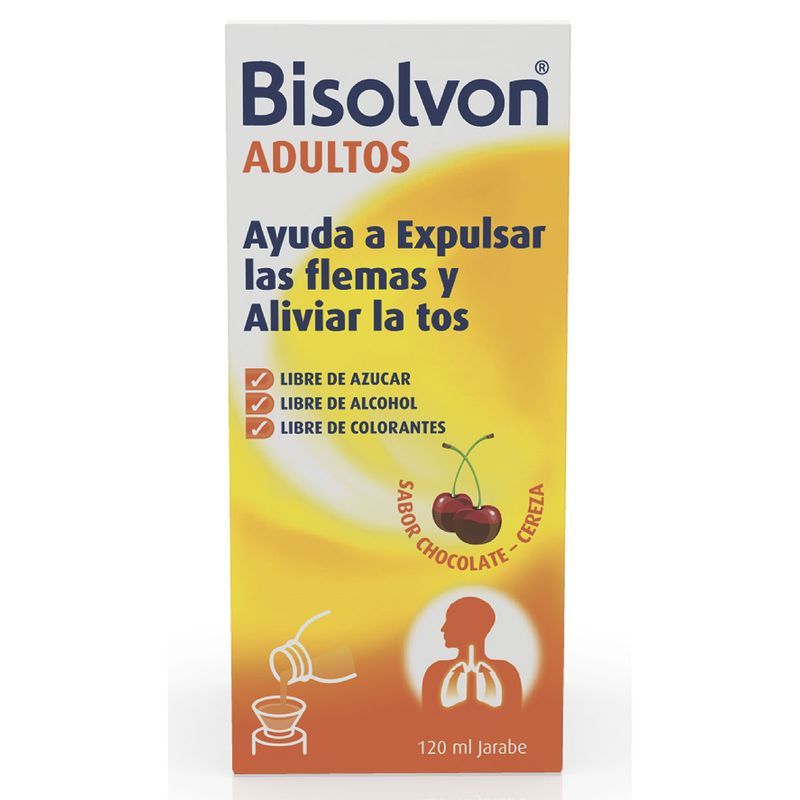 Bisolvon®
ADULTOS
Ayuda a Expulsar
las flemas y
Aliviar la tos
LIBRE DE AZUCAR
LIBRE DE ALCOHOL
LIBRE DE COLORANTES
SABOR CHOCOLATE – CEREZA
120 ml Jarabe